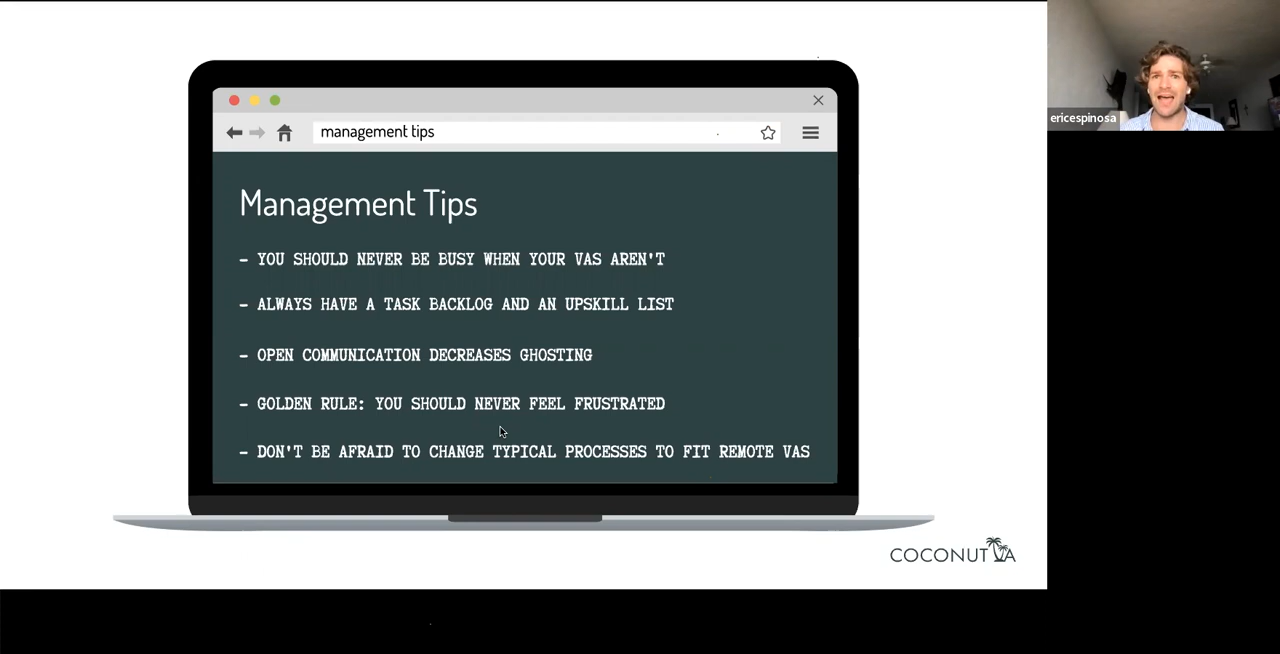 management tips
Management Tips
- YOU SHOULD NEVER BE BUSY WHEN YOUR VAS AREN'T
- ALWAYS HAVE A TASK BACKLOG AND AN UPSKILL LIST
- OPEN COMMUNICATION DECREASES GHOSTING
- GOLDEN RULE: YOU SHOULD NEVER FEEL FRUSTRATED
- DON'T BE AFRAID TO CHANGE TYPICAL PROCESSES TO FIT REMOTE VAS
COCONUT VA
ericespinosa